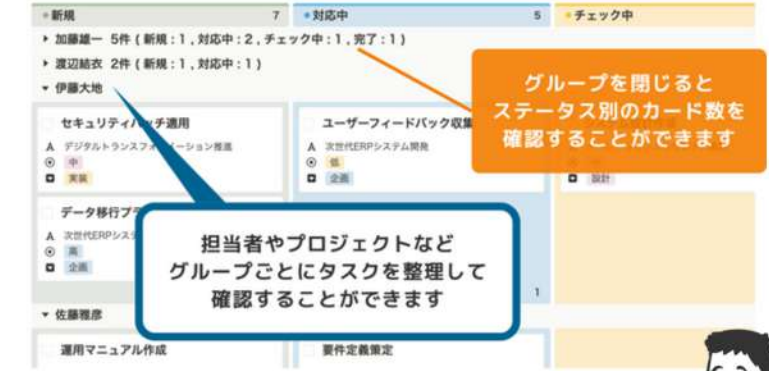 新規 7 対応中 5 チェック中
加藤雄一 5件 ( 新規 : 1 , 対応中 : 2 , チェック中 : 1 , 完了 : 1 )
渡辺結衣 2件 ( 新規 : 1 , 対応中 : 1 )
伊藤大地
グループを閉じると
ステータス別のカード数を
確認することができます
セキュリティ ッチ適用
ユーザーフィードバック収集
A デジタルトランスフォ ーション推進
A 次世代ERPシステム開発
中
低
実装
企画
設計
データ移行プ
A 次世代ERPシス
高
企画
担当者やプロジェクトなど
グループごとにタスクを整理して
確認することができます
1
佐藤雅彦
運用マニュアル作成
要件定義策定